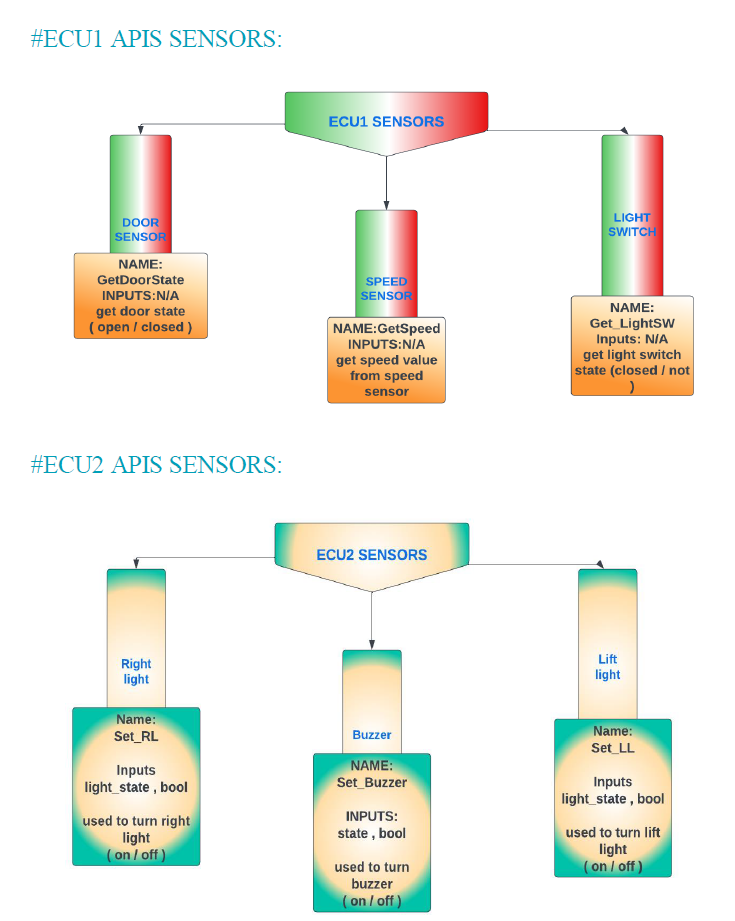 #ECU1 APIS SENSORS:
ECU1 SENSORS
DOOR
SENSOR
NAME:
GetDoorState
INPUTS:N/A
get door state
( open / closed )
SPEED
SENSOR
NAME:GetSpeed
INPUTS:N/A
get speed value
from speed
sensor
LIGHT
SWITCH
NAME:
Get_LightSW
Inputs: N/A
get light switch
state (closed / not
)
#ECU2 APIS SENSORS:
ECU2 SENSORS
Right
light
Name:
Set_RL
Inputs
light_state , bool
used to turn right
light
( on / off )
Buzzer
NAME:
Set_Buzzer
INPUTS:
state , bool
used to turn
buzzer
( on / off )
Lift
light
Name:
Set_LL
Inputs
light_state , bool
used to turn lift
light
( on / off )